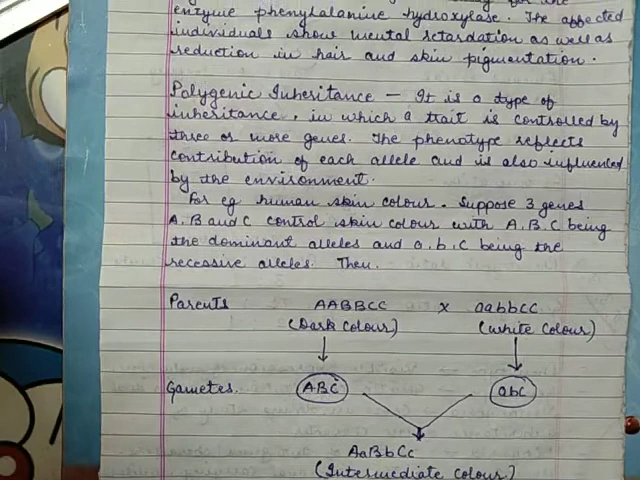 enzyme phenylalanine hydroxylase. The affected
individuals show mental retardation as well as
reduction in hair and skin pigmentation.
Polygenic Inheritance – It is a type of
inheritance, in which a trait is controlled by
three or more genes. The phenotype reflects
contribution of each allele and is also influenced
by the environment.
For eg human skin colour. Suppose 3 genes
A, B and C control skin colour with A, B, C being
the dominant alleles and a, b, c being the
recessive alleles. Then,
Parents AABBCC x aabbcc
(Dark Colour) (White Colour)
Gametes. ABC abc
AaBbCc
(Intermediate Colour)